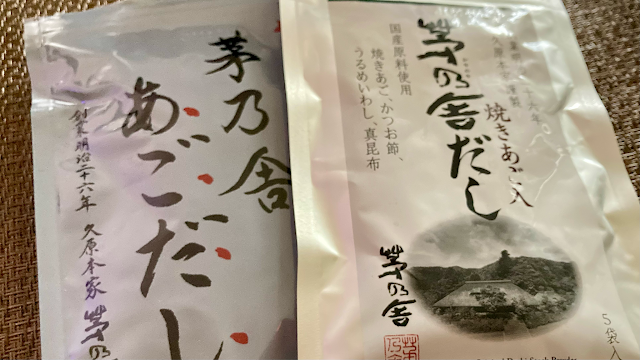 茅乃舎
あごだし
創業明治二十六年 久原本家 茅乃
茅乃舎だし
焼きあご入
国産原料使用
焼きあご、かつお節、
うるめいわし、真昆布
茅乃舎
5袋入